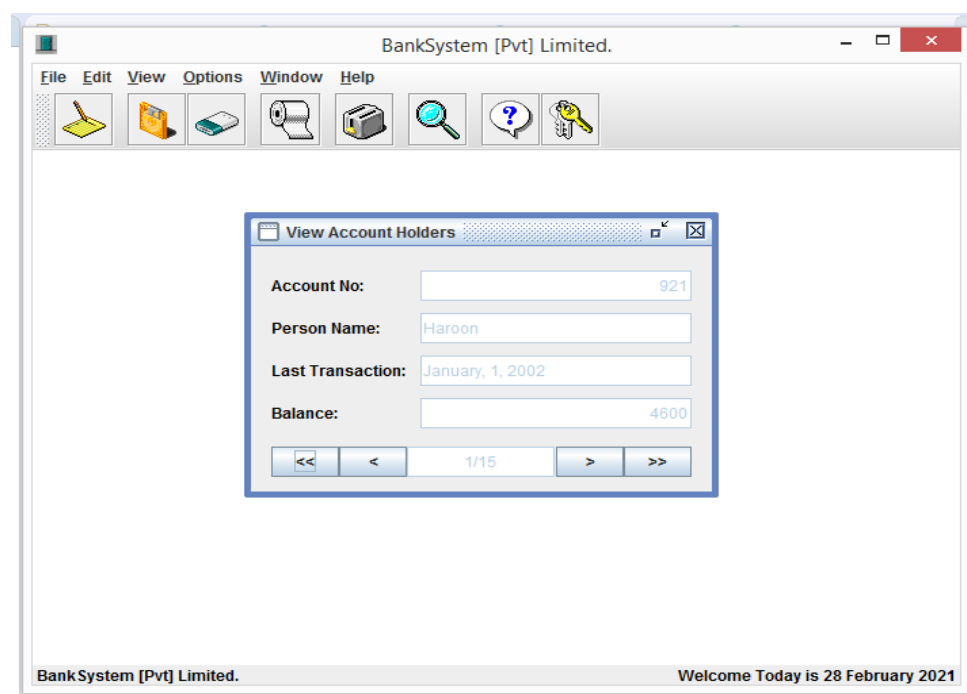 BankSystem [Pvt] Limited.
File Edit View Options Window Help
View Account Holders
Account No: 921
Person Name: Haroon
Last Transaction: January, 1, 2002
Balance: 4600
<< < 1/15 > >>
BankSystem [Pvt] Limited. Welcome Today is 28 February 2021